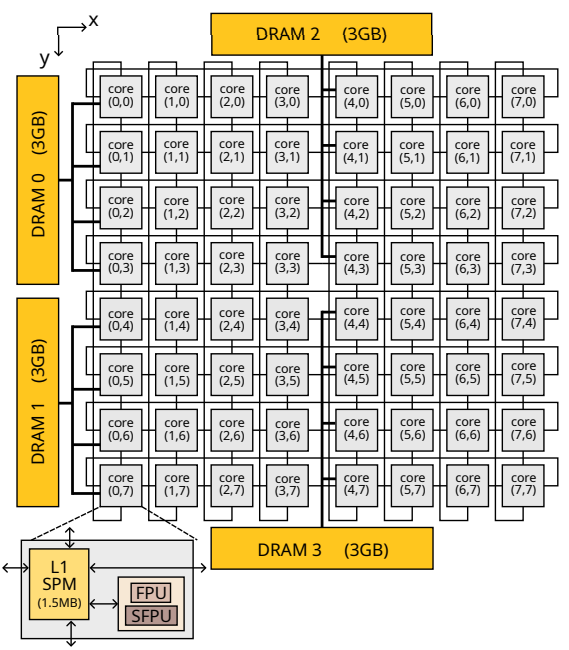 x
y
DRAM 2 (3GB)
DRAM 0 (3GB)
core core core core core core core core
(0,0) (1,0) (2,0) (3,0) (4,0) (5,0) (6,0) (7,0)
core core core core core core core core
(0,1) (1,1) (2,1) (3,1) (4,1) (5,1) (6,1) (7,1)
core core core core core core core core
(0,2) (1,2) (2,2) (3,2) (4,2) (5,2) (6,2) (7,2)
core core core core core core core core
(0,3) (1,3) (2,3) (3,3) (4,3) (5,3) (6,3) (7,3)
DRAM 1 (3GB)
core core core core core core core core
(0,4) (1,4) (2,4) (3,4) (4,4) (5,4) (6,4) (7,4)
core core core core core core core core
(0,5) (1,5) (2,5) (3,5) (4,5) (5,5) (6,5) (7,5)
core core core core core core core core
(0,6) (1,6) (2,6) (3,6) (4,6) (5,6) (6,6) (7,6)
core core core core core core core core
(0,7) (1,7) (2,7) (3,7) (4,7) (5,7) (6,7) (7,7)
DRAM 3 (3GB)
L1
SPM
(1.5MB)
FPU
SFPU